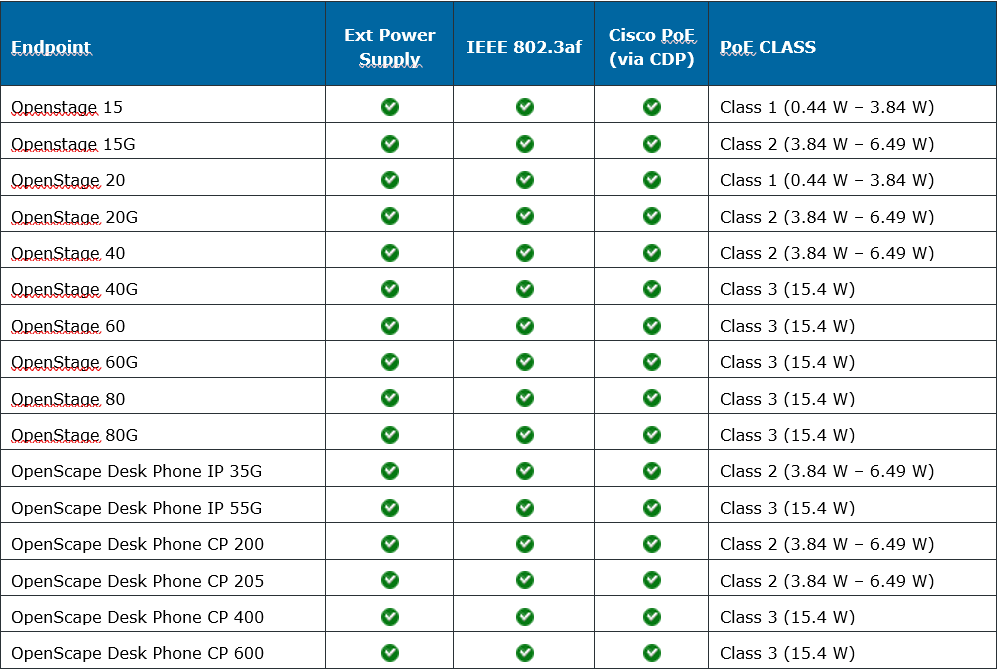 Endpoint Ext Power Supply IEEE 802.3af Cisco PoE (via CDP) PoE CLASS
Openstage 15 Class 1 (0.44 W – 3.84 W)
Openstage 15G Class 2 (3.84 W – 6.49 W)
OpenStage 20 Class 1 (0.44 W – 3.84 W)
OpenStage 20G Class 2 (3.84 W – 6.49 W)
OpenStage 40 Class 2 (3.84 W – 6.49 W)
OpenStage 40G Class 3 (15.4 W)
OpenStage 60 Class 3 (15.4 W)
OpenStage 60G Class 3 (15.4 W)
OpenStage 80 Class 3 (15.4 W)
OpenStage 80G Class 3 (15.4 W)
OpenScape Desk Phone IP 35G Class 2 (3.84 W – 6.49 W)
OpenScape Desk Phone IP 55G Class 3 (15.4 W)
OpenScape Desk Phone CP 200 Class 2 (3.84 W – 6.49 W)
OpenScape Desk Phone CP 205 Class 2 (3.84 W – 6.49 W)
OpenScape Desk Phone CP 400 Class 3 (15.4 W)
OpenScape Desk Phone CP 600 Class 3 (15.4 W)